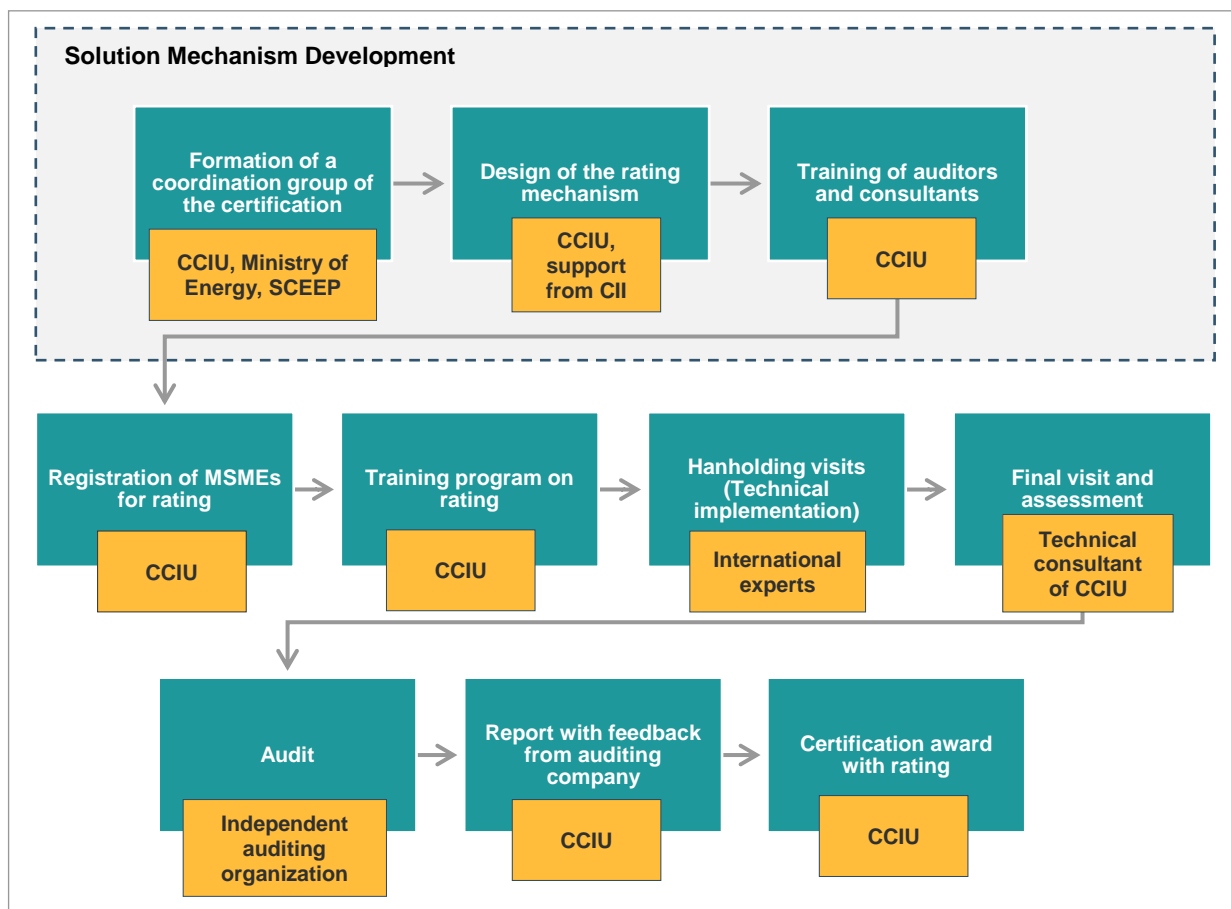 Solution Mechanism Development
Formation of a
coordination group of
the certification
CCIU, Ministry of
Energy, SCEEP
Design of the rating
mechanism
CCIU,
support
from CII
Training of auditors
and consultants
CCIU
Registration of MSMEs
for rating
CCIU
Training program on
rating
CCIU
Hanholding visits
(Technical
implementation)
International
experts
Final visit and
assessment
Technical
consultant
of CCIU
Audit
Independent
auditing
organization
Report with feedback
from auditing
company
CCIU
Certification award
with rating
CCIU